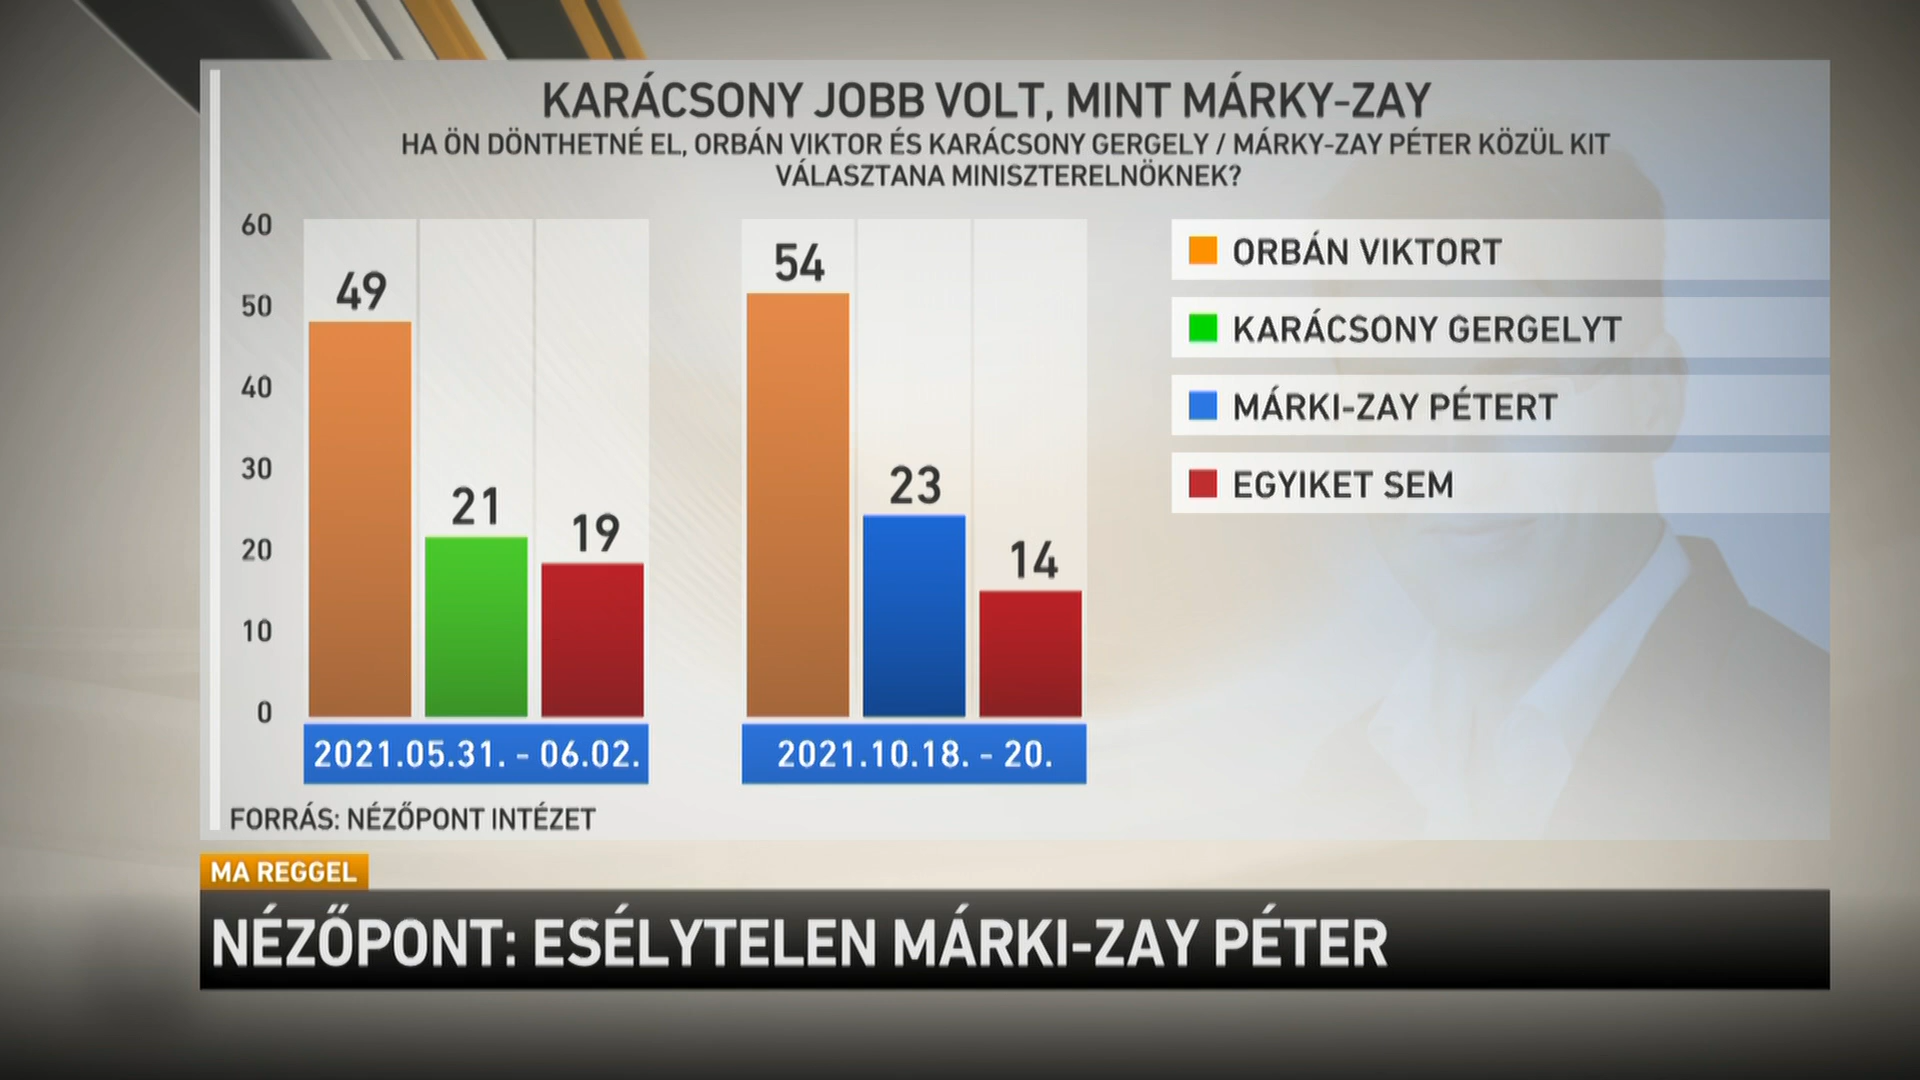 KARÁCSONY JOBB VOLT, MINT MÁRKY-ZAY
HA ÖN DÖNTHETNÉ EL, ORBÁN VIKTOR ÉS KARÁCSONY GERGELY / MÁRKY-ZAY PÉTER KÖZÜL KIT
VÁLASZTANA MINISZTERELNÖKNEK?
60
50
40
30
20
10
0
49
21
19
2021.05.31. - 06.02.
54
23
14
2021.10.18. - 20.
ORBÁN VIKTORT
KARÁCSONY GERGELYT
MÁRKI-ZAY PÉTERT
EGYIKET SEM
FORRÁS: NÉZŐPONT INTÉZET
MA REGGEL
NÉZŐPONT: ESÉLYTELEN MÁRKI-ZAY PÉTER